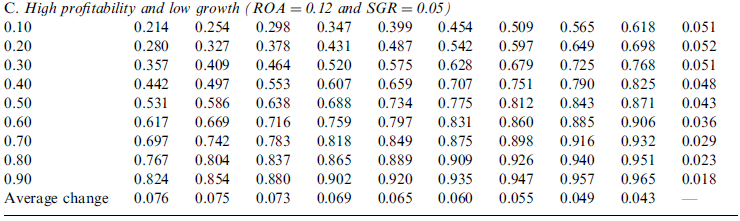 C. High profitability and low growth (ROA = 0.12 and SGR = 0.05)
0.10 0.214 0.254 0.298 0.347 0.399 0.454 0.509 0.565 0.618 0.051
0.20 0.280 0.327 0.378 0.431 0.487 0.542 0.597 0.649 0.698 0.052
0.30 0.357 0.409 0.464 0.520 0.575 0.628 0.679 0.725 0.768 0.051
0.40 0.442 0.497 0.553 0.607 0.659 0.707 0.751 0.790 0.825 0.048
0.50 0.531 0.586 0.638 0.688 0.734 0.775 0.812 0.843 0.871 0.043
0.60 0.617 0.669 0.716 0.759 0.797 0.831 0.860 0.885 0.906 0.036
0.70 0.697 0.742 0.783 0.818 0.849 0.875 0.898 0.916 0.932 0.029
0.80 0.767 0.804 0.837 0.865 0.889 0.909 0.926 0.940 0.951 0.023
0.90 0.824 0.854 0.880 0.902 0.920 0.935 0.947 0.957 0.965 0.018
Average change 0.076 0.075 0.073 0.069 0.065 0.060 0.055 0.049 0.043 —